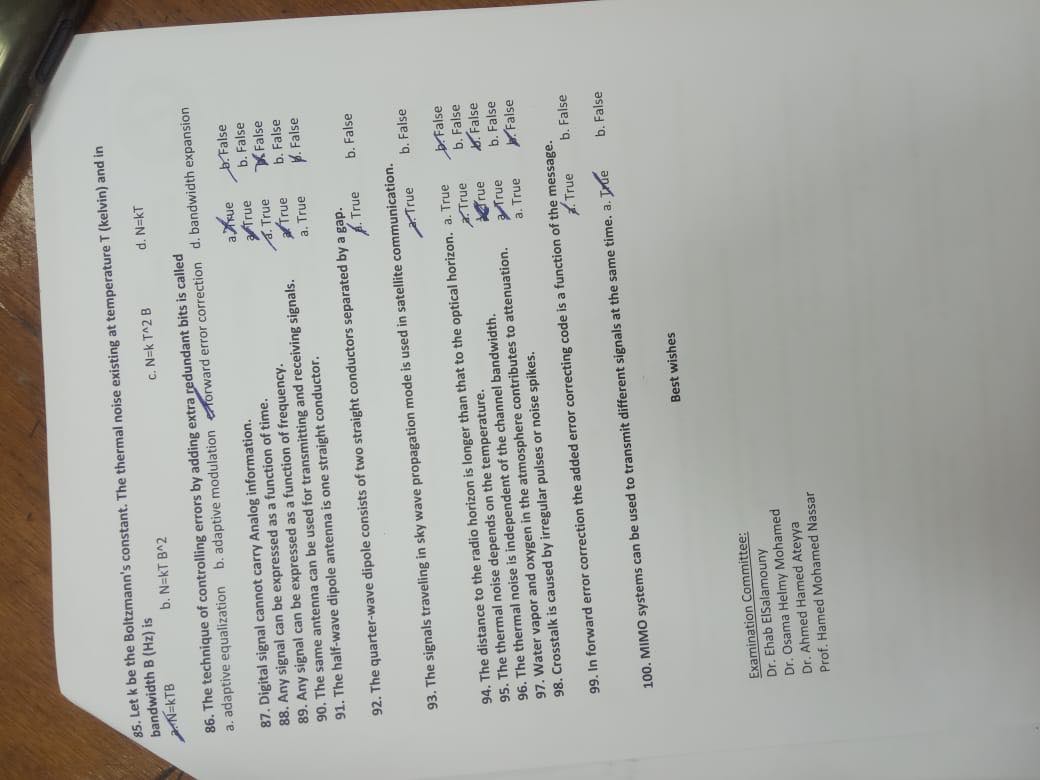 85. Let k be the Boltzmann's constant. The thermal noise existing at temperature T (kelvin) and in
bandwidth B (Hz) is
a. N=kTB b. N=kT B^2 c. N=k T^2 B d. N=kT
86. The technique of controlling errors by adding extra redundant bits is called
a. adaptive equalization b. adaptive modulation c. forward error correction d. bandwidth expansion
87. Digital signal cannot carry Analog information. a. True b. False
88. Any signal can be expressed as a function of time. a. True b. False
89. Any signal can be expressed as a function of frequency. a. True b. False
90. The same antenna can be used for transmitting and receiving signals. a. True b. False
91. The half-wave dipole antenna is one straight conductor. a. True b. False
92. The quarter-wave dipole consists of two straight conductors separated by a gap.
a. True b. False
93. The signals traveling in sky wave propagation mode is used in satellite communication.
a. True b. False
94. The distance to the radio horizon is longer than that to the optical horizon. a. True b. False
95. The thermal noise depends on the temperature. a. True b. False
96. The thermal noise is independent of the channel bandwidth. a. True b. False
97. Water vapor and oxygen in the atmosphere contributes to attenuation. a. True b. False
98. Crosstalk is caused by irregular pulses or noise spikes. a. True b. False
99. In forward error correction the added error correcting code is a function of the message.
a. True b. False
100. MIMO systems can be used to transmit different signals at the same time. a. True b. False
Best wishes
Examination Committee:
Dr. Ehab ElSalamouny
Dr. Osama Helmy Mohamed
Dr. Ahmed Hamed Ateyya
Prof. Hamed Mohamed Nassar